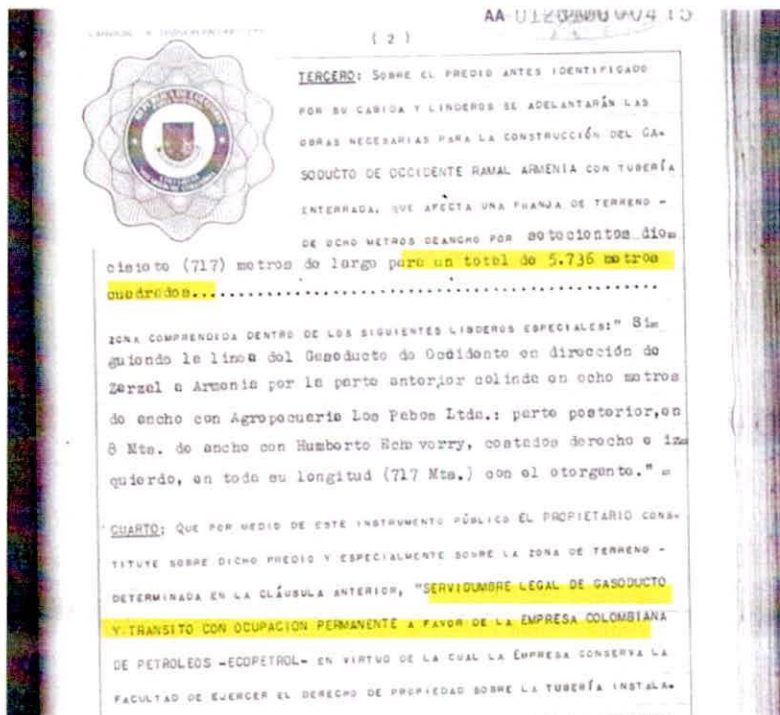 AA
( 2 )
TERCERO: SOBRE EL PREDIO ANTES IDENTIFICADO
POR SU CABIDA Y LINDEROS SE ADELANTARÁN LAS
OBRAS NECESARIAS PARA LA CONSTRUCCIÓN DEL GA-
SODUCTO DE OCCIDENTE RAMAL ARMENIA CON TUBERÍA
ENTERRADA, QUE AFECTA UNA FRANJA DE TERRENO -
DE OCHO METROS DEANCHO POR setecientos die-
cisiete (717) metros de largo para un total de 5.736 metros
cuadrados...
ZONA COMPRENDIDA DENTRO DE LOS SIGUIENTES LINDEROS ESPECIALES:" Si-
guiendo la línea del Gasoducto de Occidente en dirección de
Zarzal a Armenia por la parte anterior colinda en ocho metros
de ancho con Agropecuaria Los Pabos Ltda.: parte posterior,en
8 Mts. de ancho con Humberto Echeverry, costados derecho e iz-
quierdo, en toda su longitud (717 Mts.) con el otorgante." -
CUARTO: QUE POR MEDIO DE ESTE INSTRUMENTO PÚBLICO EL PROPIETARIO CONS-
TITUYE SOBRE DICHO PREDIO Y ESPECIALMENTE SOBRE LA ZONA DE TERRENO -
DETERMINADA EN LA CLÁUSULA ANTERIOR, "SERVIDUMBRE LEGAL DE GASODUCTO
Y TRANSITO CON OCUPACION PERMANENTE A FAVOR DE LA EMPRESA COLOMBIANA
DE PETROLEOS -ECOPETROL- EN VIRTUD DE LA CUAL LA EMPRESA CONSERVA LA
FACULTAD DE EJERCER EL DERECHO DE PROPIEDAD SOBRE LA TUBERÍA INSTALA-